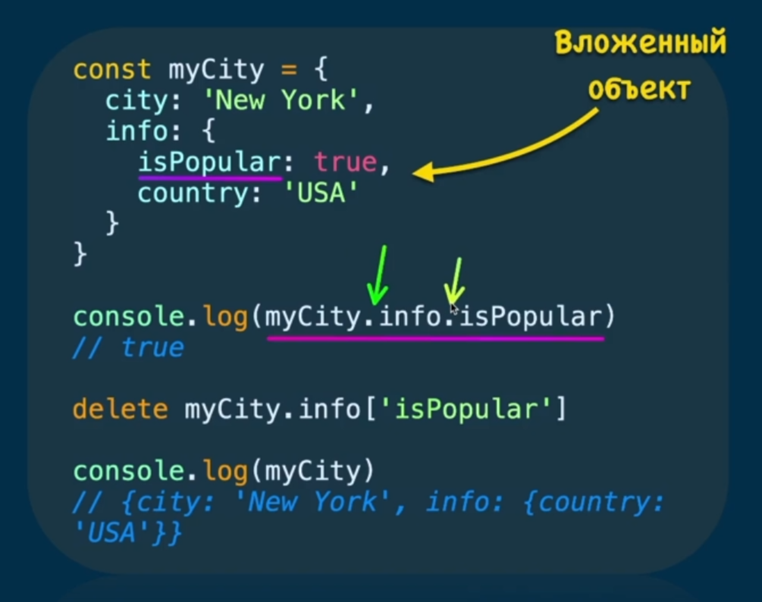 Вложенный
объект
const myCity = {
  city: 'New York',
  info: {
    isPopular: true,
    country: 'USA'
  }
}
console.log(myCity.info.isPopular)
// true
delete myCity.info['isPopular']
console.log(myCity)
// {city: 'New York', info: {country:
'USA'}}